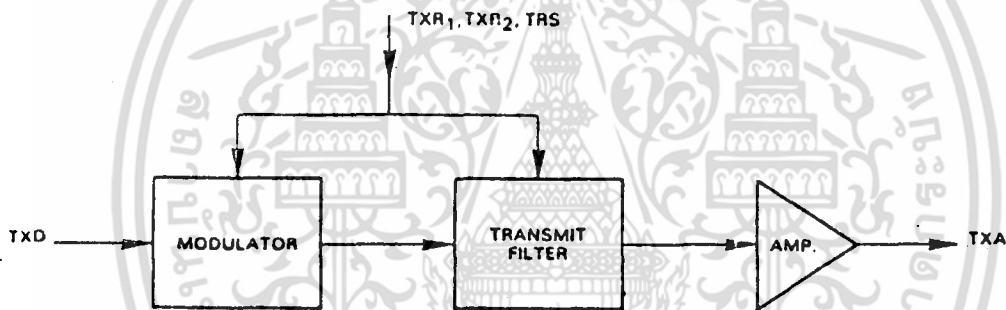 TXR₁, TXR₂, TRS
TXD
MODULATOR
TRANSMIT
FILTER
AMP.
TXA